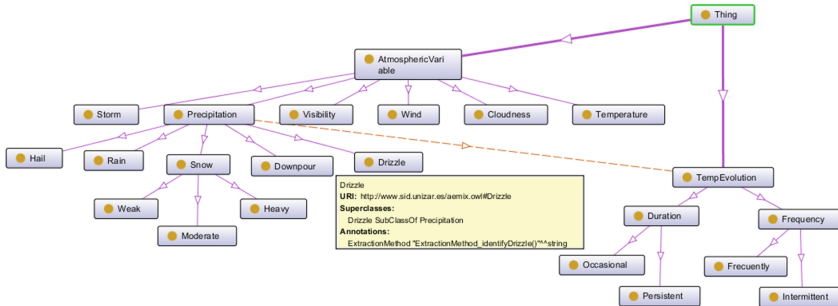 Thing
AtmosphericVari
able
Storm
Precipitation
Visibility
Wind
Cloudness
Temperature
Hail
Rain
Snow
Downpour
Drizzle
TempEvolution
Weak
Heavy
Moderate
Drizzle
URI: http://www.sid.unizar.es/aemix.owl#Drizzle
Superclasses:
Drizzle SubClassOf Precipitation
Annotations:
ExtractionMethod "ExtractionMethod_identifyDrizzle()"^^string
Duration
Frequency
Occasional
Frecuently
Persistent
Intermittent